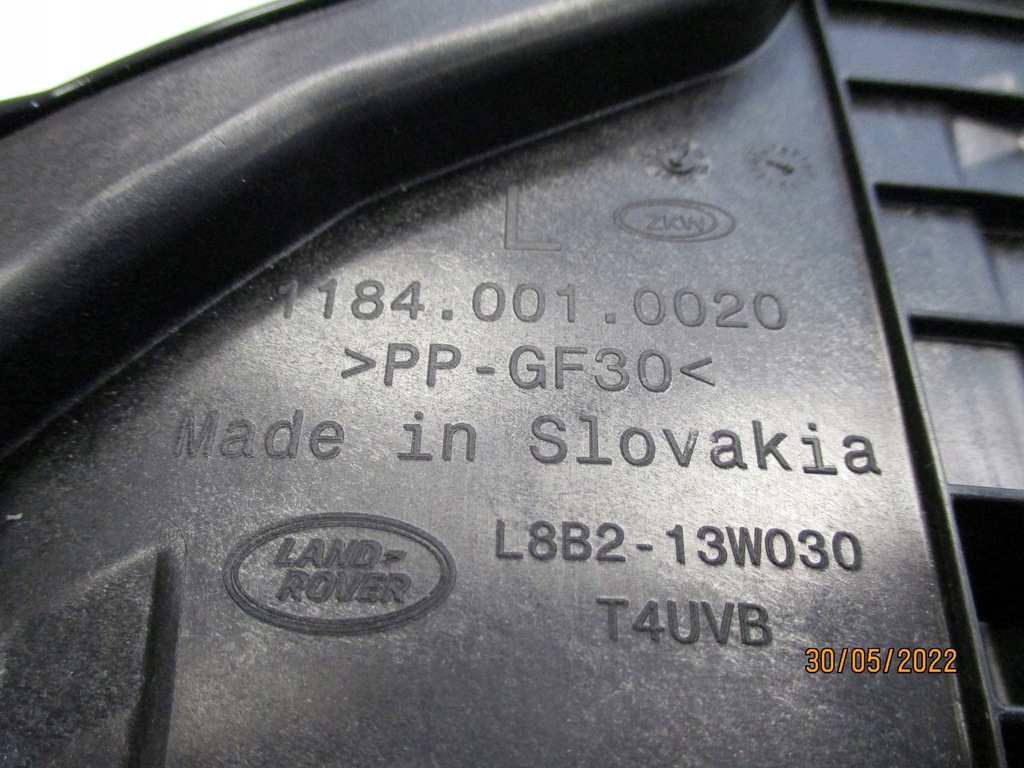 L ZKW
1184.001.0020
>PP-GF30<
Made in Slovakia
LAND-
ROVER
L8B2-13W030
T4UVB
30/05/2022